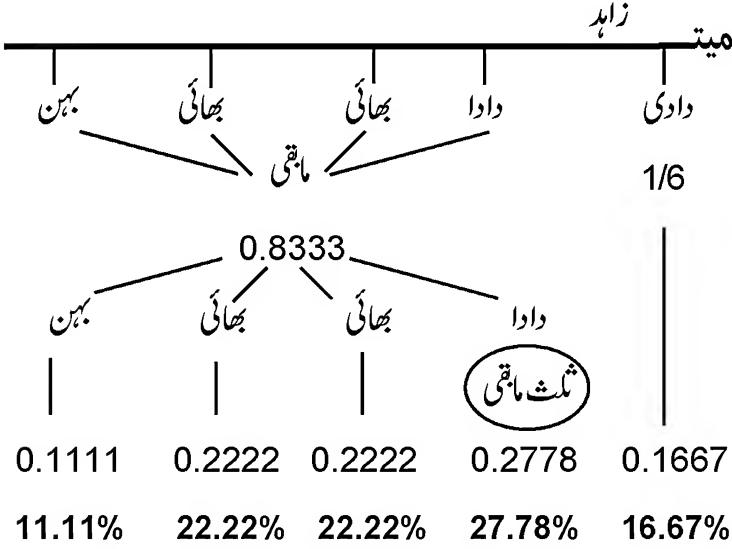 زاہد
میت
دادی دادا بھائی بھائی بہن
1/6 مابقی
0.8333
دادا بھائی بھائی بہن
ثلث مابقی
0.1111 0.2222 0.2222 0.2778 0.1667
11.11% 22.22% 22.22% 27.78% 16.67%